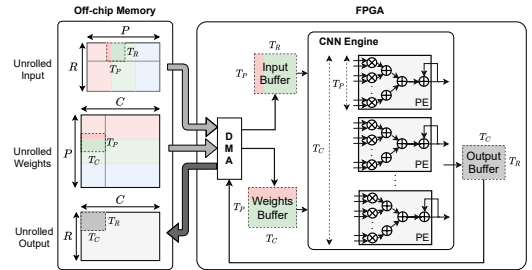 Off-chip Memory
FPGA
P
T_R
T_P
R
Unrolled
Input
C
T_P
T_C
P
Unrolled
Weights
C
T_R
T_C
R
Unrolled
Output
D
M
A
T_R
T_P
Input
Buffer
T_P
Weights
Buffer
T_C
CNN Engine
T_P
T_C
PE
PE
PE
T_C
Output
Buffer
T_R